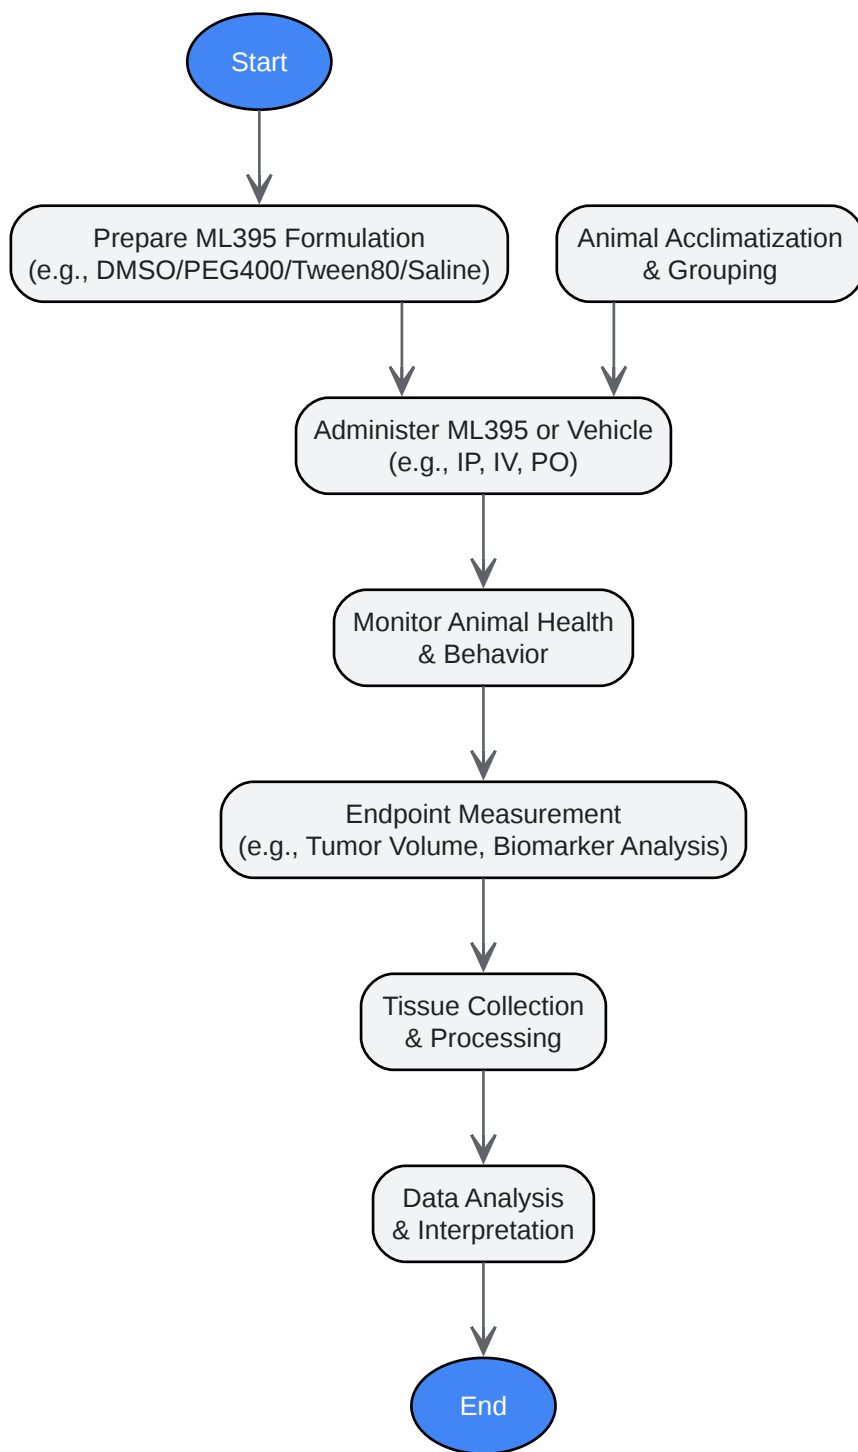 Start
Prepare ML395 Formulation
(e.g., DMSO/PEG400/Tween80/Saline)
Animal Acclimatization
& Grouping
Administer ML395 or Vehicle
(e.g., IP, IV, PO)
Monitor Animal Health
& Behavior
Endpoint Measurement
(e.g., Tumor Volume, Biomarker Analysis)
Tissue Collection
& Processing
Data Analysis
& Interpretation
End